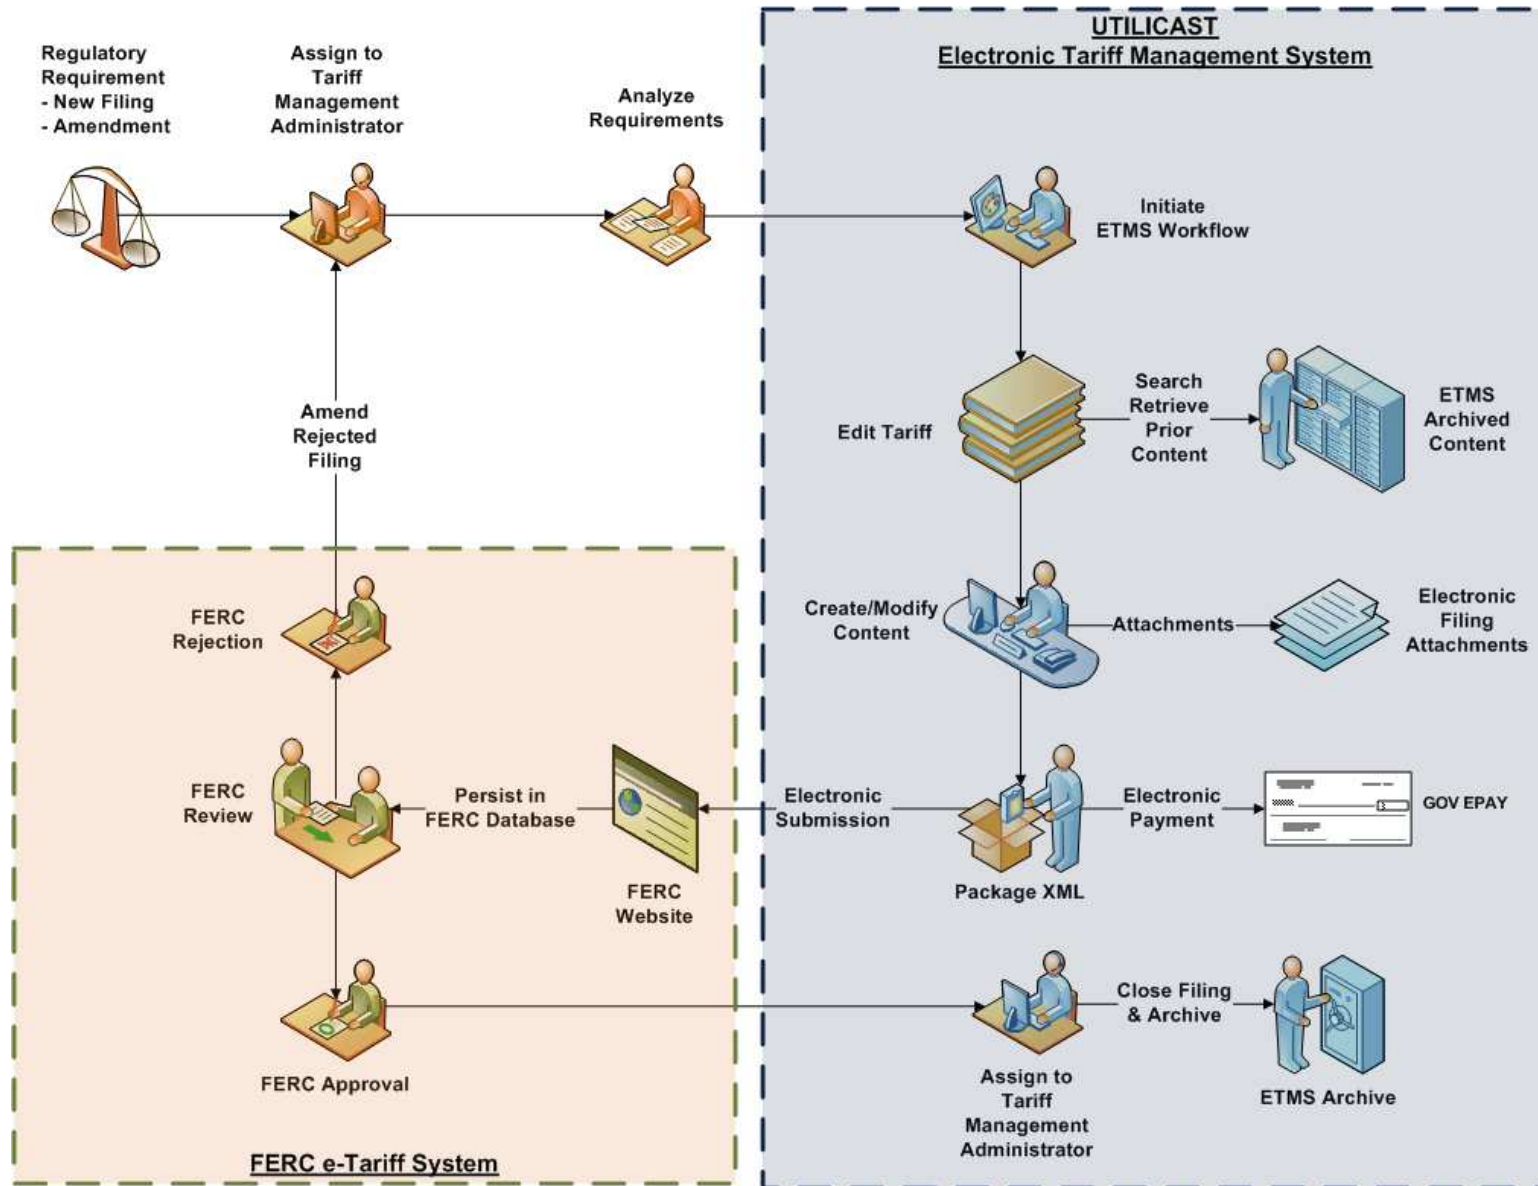 UTILICAST
Electronic Tariff Management System
Regulatory
Requirement
- New Filing
- Amendment
Assign to
Tariff
Management
Administrator
Analyze
Requirements
Initiate
ETMS Workflow
Edit Tariff
Search
Retrieve
Prior
Content
ETMS
Archived
Content
Amend
Rejected
Filing
FERC
Rejection
Create/Modify
Content
Attachments
Electronic
Filing
Attachments
FERC
Review
Persist in
FERC Database
FERC
Website
Electronic
Submission
Package XML
Electronic
Payment
GOV EPAY
FERC Approval
Assign to
Tariff
Management
Administrator
Close Filing
& Archive
ETMS Archive
FERC e-Tariff System